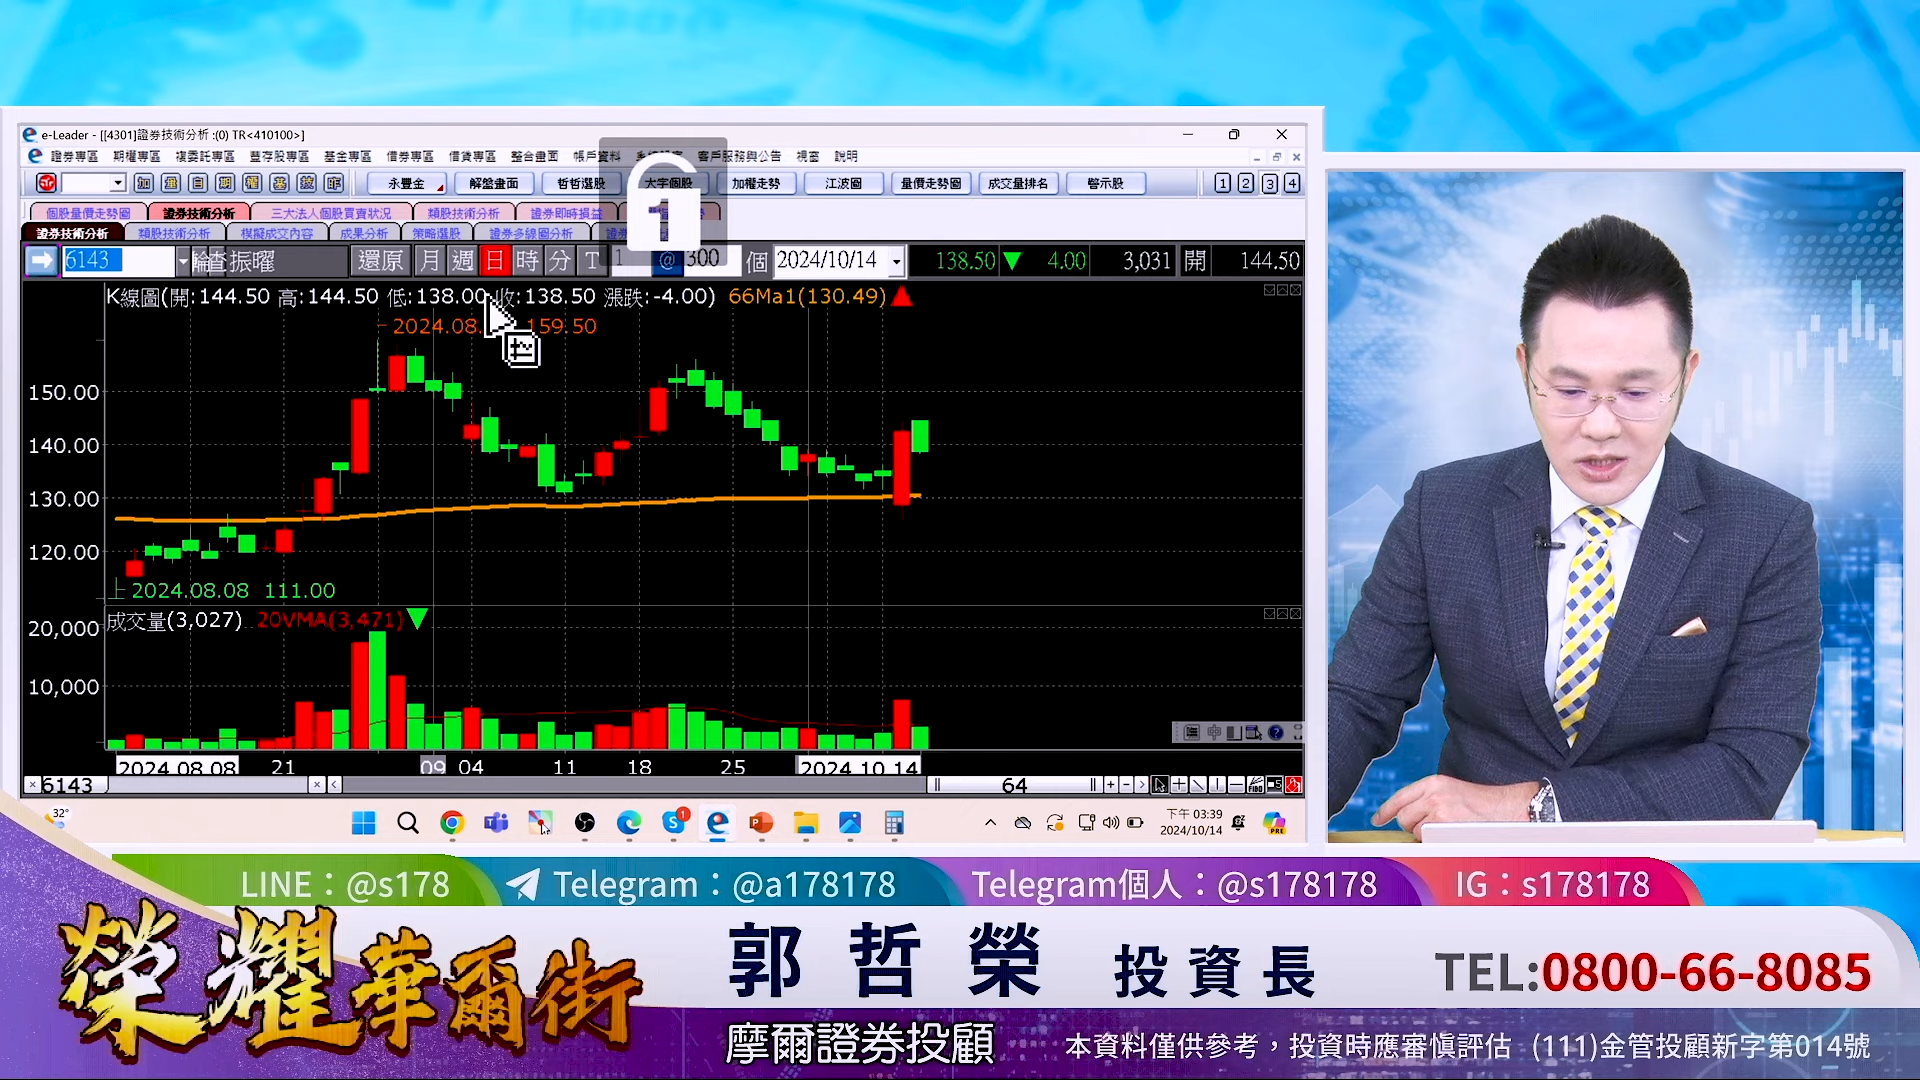 e-Leader - [[4301]證券技術分析 :(0) TR<410100>]
證券專區 期權專區 複委託專區 豐存股專區 基金專區 借券專區 借貸專區 整合畫面 帳戶資料 客戶服務與公告 視窗 說明
永豐金 解盤畫面 哲哲選股 大字個股 加權走勢 江波圖 量價走勢圖 成交量排名 警示股 1 2 3 4
個股量價走勢圖 證券技術分析 三大法人個股買賣狀況 類股技術分析 證券即時損益
證券技術分析 類股技術分析 模擬成交內容 成果分析 策略選股 證券多線圖分析
1
6143 查振曜 還原 月 週 日 時 分 T 1 @ 300 個 2024/10/14 138.50 ▼ 4.00 3,031 開 144.50
K線圖(開:144.50 高:144.50 低:138.00 收:138.50 漲跌:-4.00) 66Ma1(130.49)
2024.08. 159.50
150.00
140.00
130.00
120.00
2024.08.08 111.00
成交量(3,027) 20VMA(3,471)
20,000
10,000
2024.08.08 21 09 04 11 18 25 2024.10.14
6143 64
32°
下午 03:39
2024/10/14
LINE：@s178 Telegram：@a178178 Telegram個人：@s178178 IG：s178178
榮耀華爾街
郭哲榮 投資長 TEL:0800-66-8085
摩爾證券投顧 本資料僅供參考，投資時應審慎評估 (111)金管投顧新字第014號